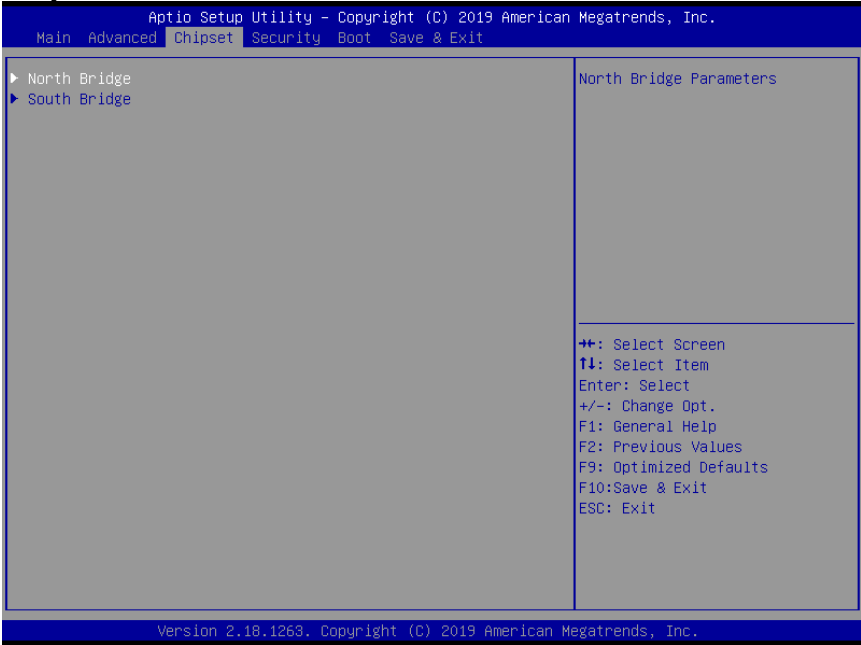 Aptio Setup Utility – Copyright (C) 2019 American Megatrends, Inc.
Main Advanced Chipset Security Boot Save & Exit
North Bridge
South Bridge
North Bridge Parameters
→←: Select Screen
↑↓: Select Item
Enter: Select
+/-: Change Opt.
F1: General Help
F2: Previous Values
F9: Optimized Defaults
F10:Save & Exit
ESC: Exit
Version 2.18.1263. Copyright (C) 2019 American Megatrends, Inc.